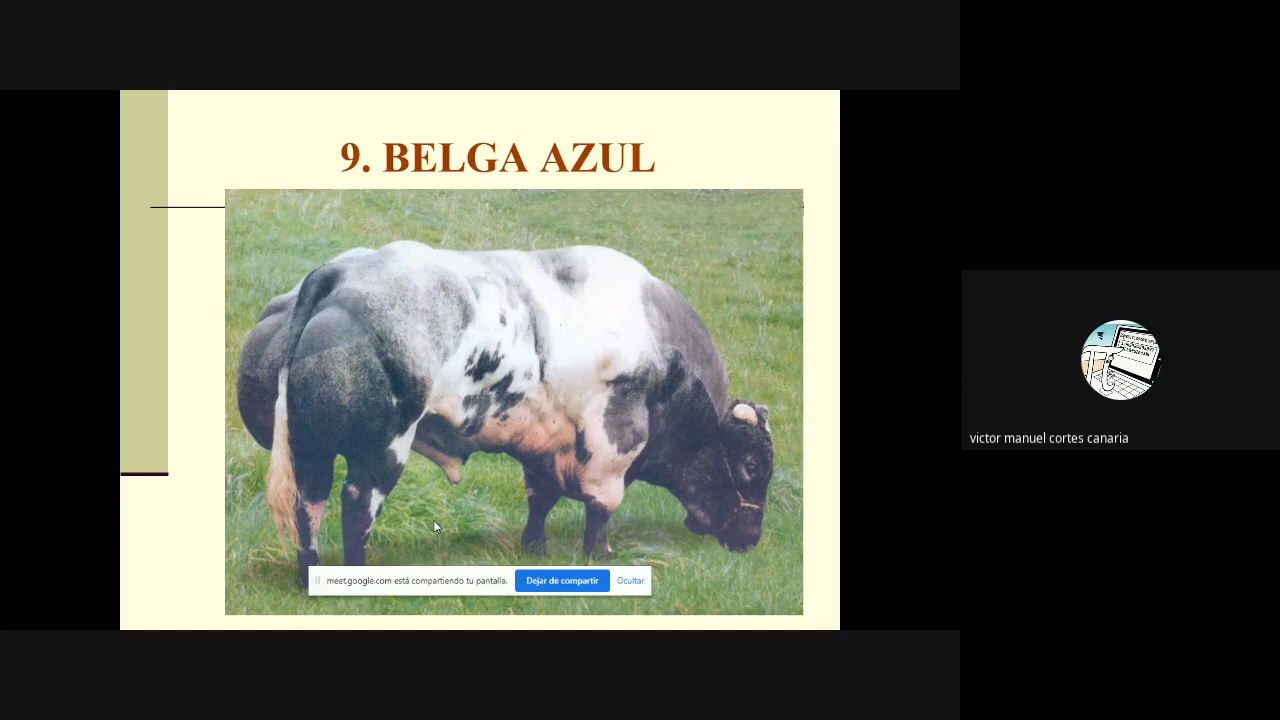 9. BELGA AZUL
meet.google.com está compartiendo tu pantalla. Dejar de compartir Ocultar
victor manuel cortes canaria